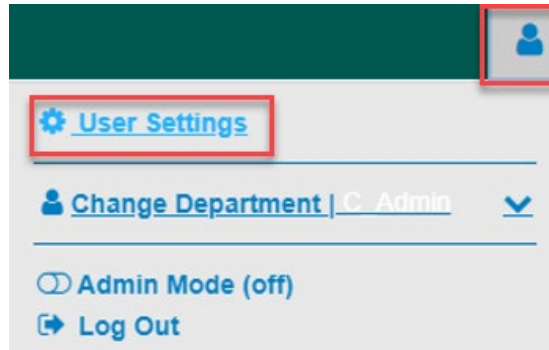 User Settings
Change Department | C_Admin
Admin Mode (off)
Log Out